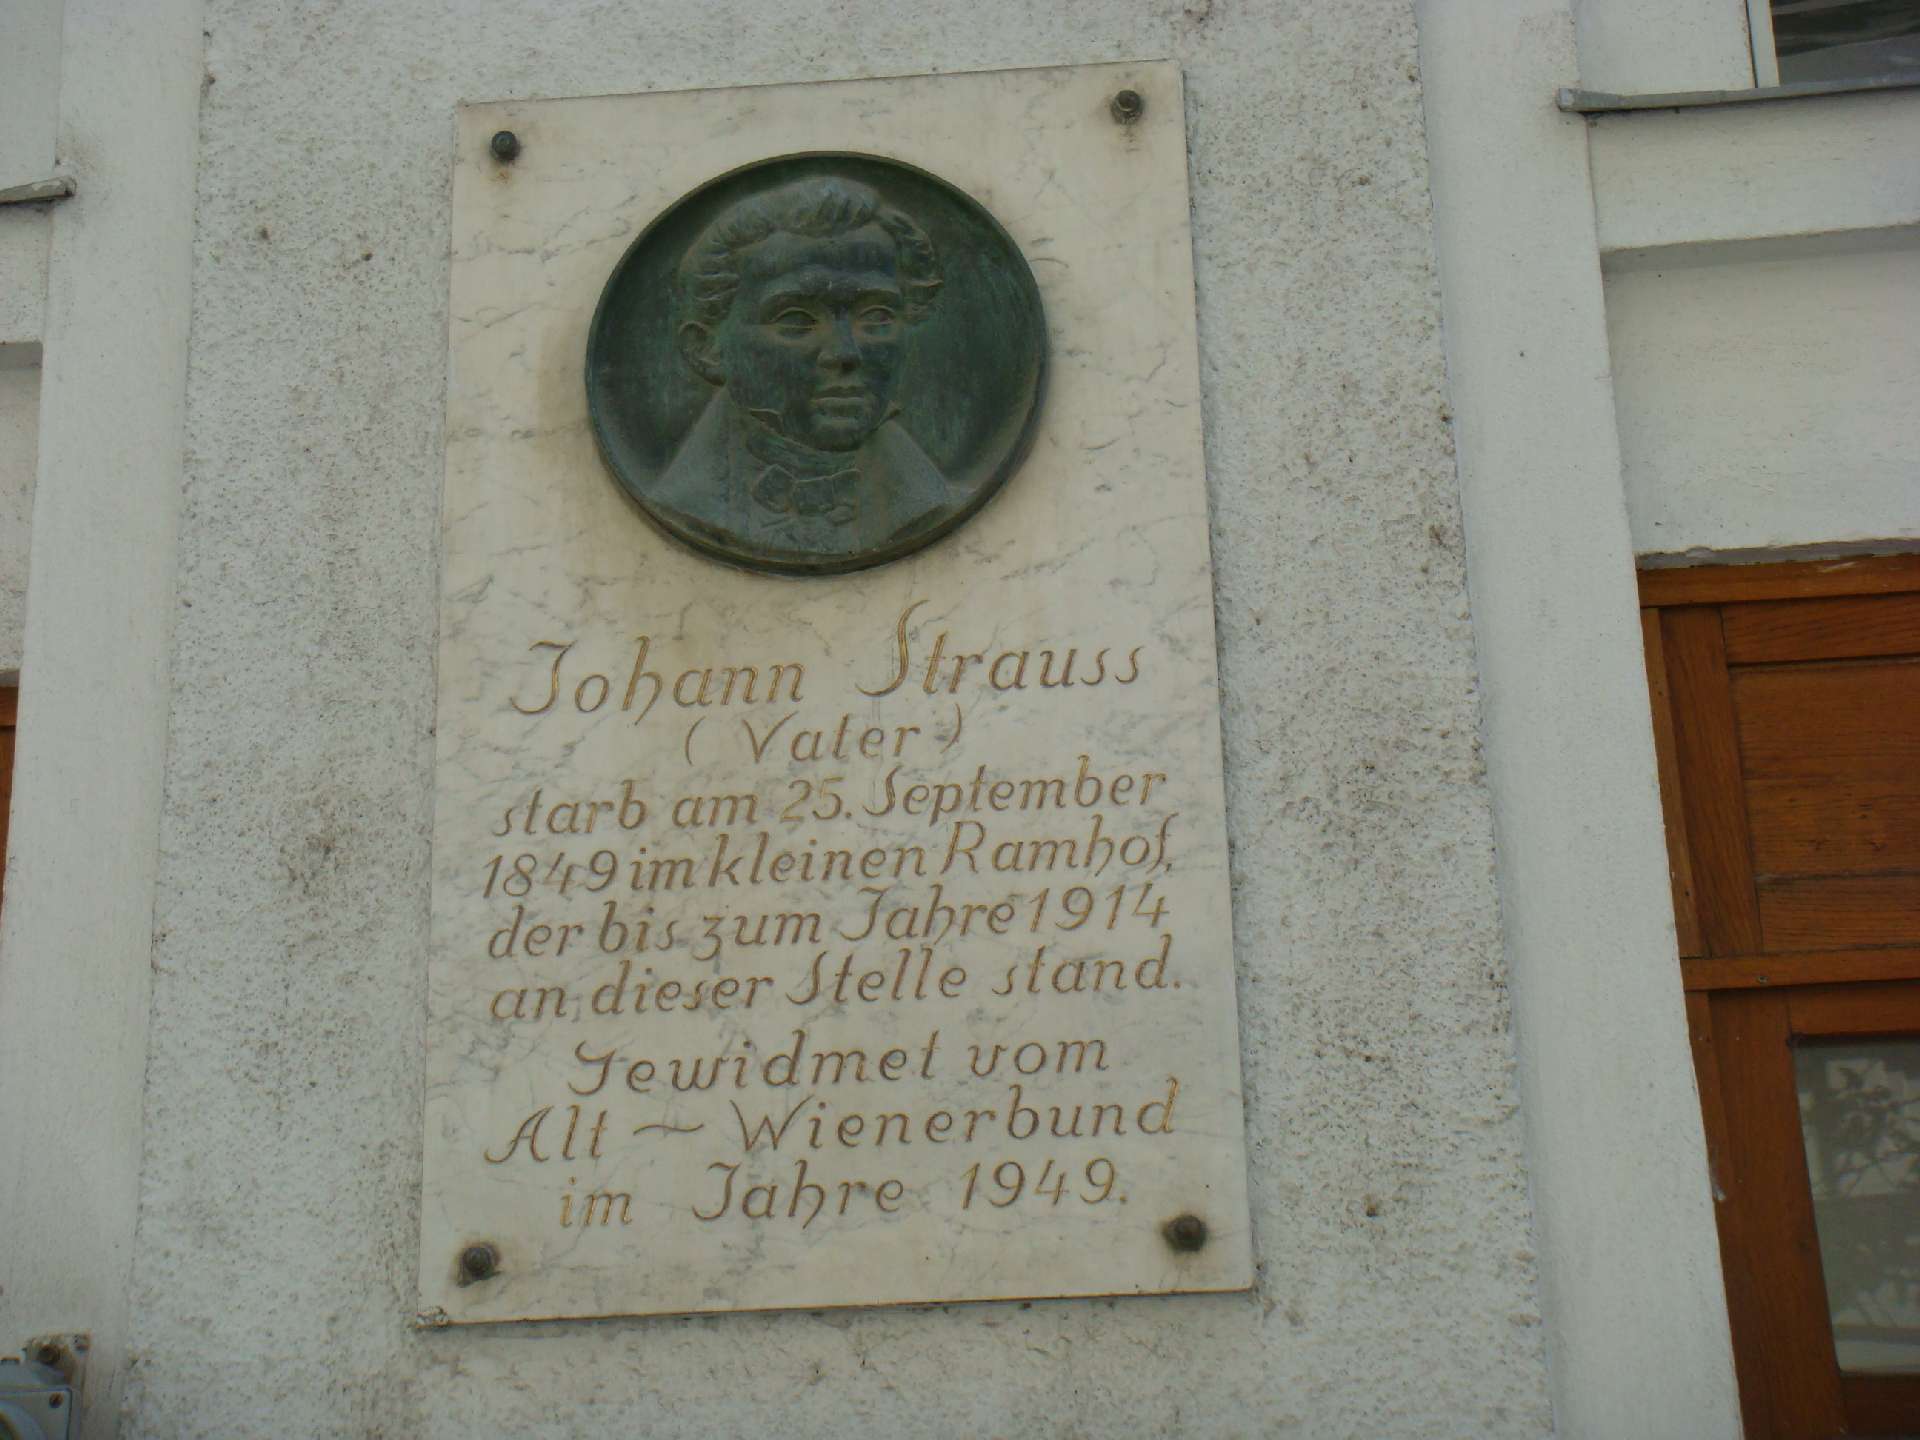 Johann Strauss
( Vater )
starb am 25. September
1849 im kleinen Ramhof,
der bis zum Jahre 1914
an dieser Stelle stand.
Gewidmet vom
Alt ~ Wienerbund
im Jahre 1949.